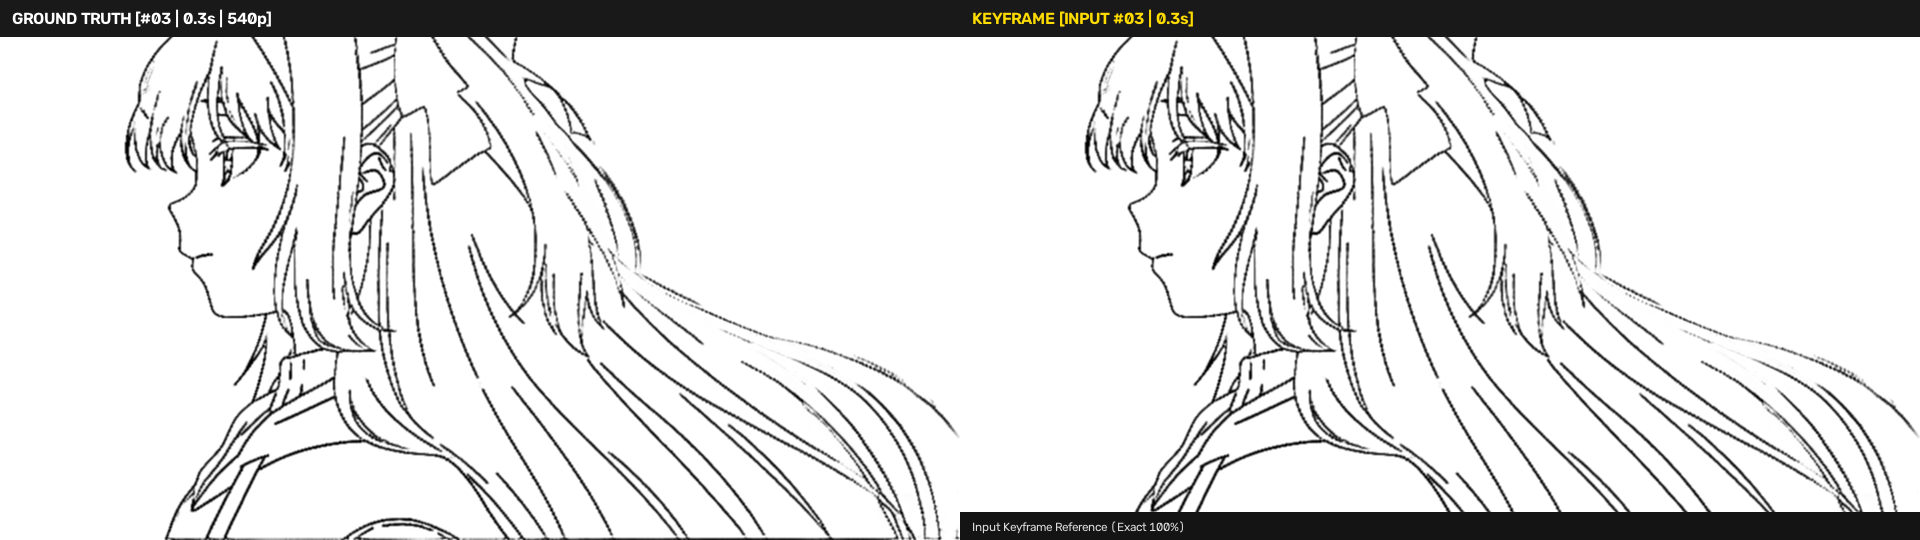 GROUND TRUTH [#03 | 0.3s | 540p]
KEYFRAME [INPUT #03 | 0.3s]
Input Keyframe Reference (Exact 100%)